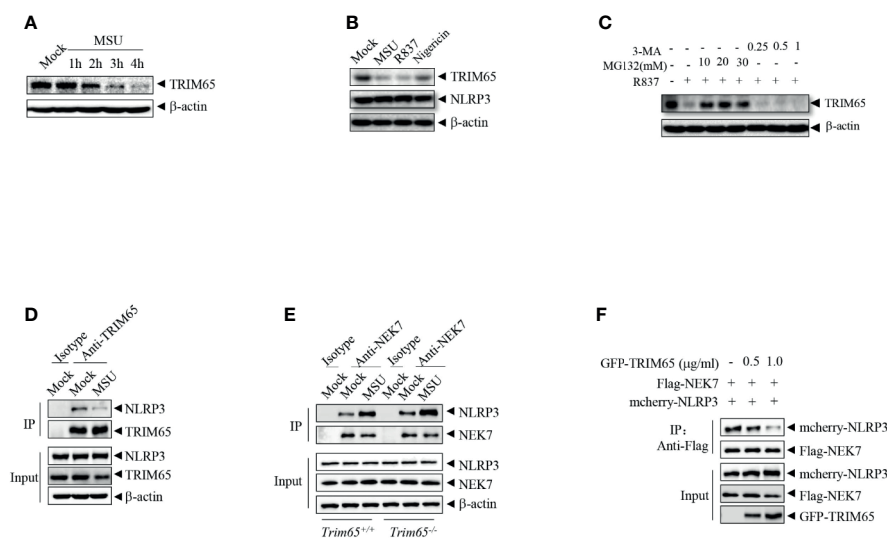 A
Mock
MSU
1h 2h 3h 4h
TRIM65
β-actin
B
Mock
MSU
R837
Nigericin
TRIM65
NLRP3
β-actin
C
3-MA - - - - - 0.25 0.5 1
MG132(mM) - - 10 20 30 - - -
R837 - + + + + + + +
TRIM65
β-actin
D
Isotype
Anti-TRIM65
Mock
Mock
MSU
IP
NLRP3
TRIM65
Input
NLRP3
TRIM65
β-actin
E
Isotype
Anti-NEK7
Isotype
Anti-NEK7
Mock
Mock
MSU
Mock
Mock
MSU
IP
NLRP3
NEK7
Input
NLRP3
NEK7
β-actin
Trim65+/+ Trim65-/-
F
GFP-TRIM65 (μg/ml) - 0.5 1.0
Flag-NEK7 + + +
mcherry-NLRP3 + + +
IP:
Anti-Flag
mcherry-NLRP3
Flag-NEK7
Input
mcherry-NLRP3
Flag-NEK7
GFP-TRIM65